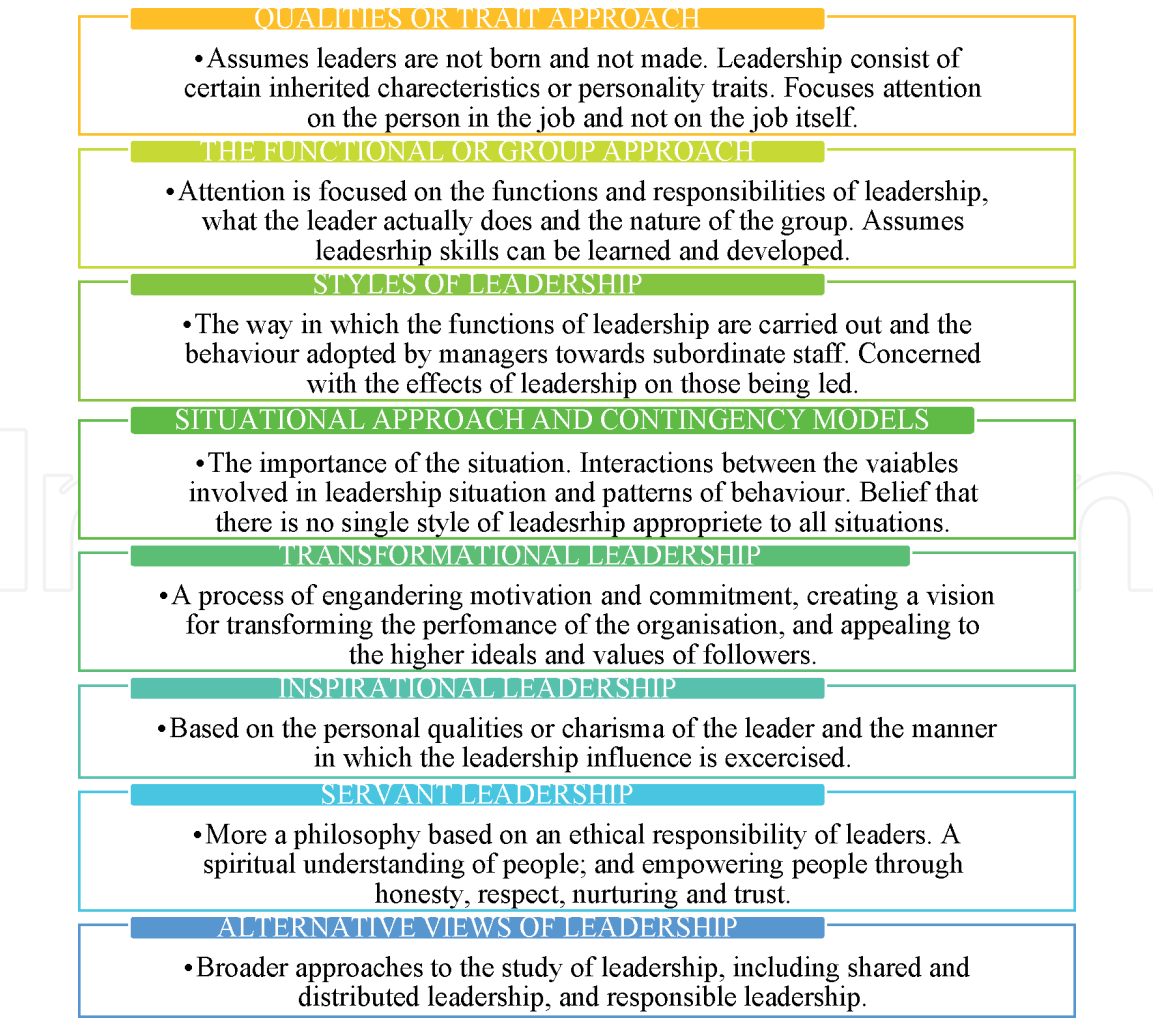 QUALITIES OR TRAIT APPROACH
•Assumes leaders are not born and not made. Leadership consist of
certain inherited charecteristics or personality traits. Focuses attention
on the person in the job and not on the job itself.
THE FUNCTIONAL OR GROUP APPROACH
•Attention is focused on the functions and responsibilities of leadership,
what the leader actually does and the nature of the group. Assumes
leadesrhip skills can be learned and developed.
STYLES OF LEADERSHIP
•The way in which the functions of leadership are carried out and the
behaviour adopted by managers towards subordinate staff. Concerned
with the effects of leadership on those being led.
SITUATIONAL APPROACH AND CONTINGENCY MODELS
•The importance of the situation. Interactions between the vaiables
involved in leadership situation and patterns of behaviour. Belief that
there is no single style of leadesrhip appropriete to all situations.
TRANSFORMATIONAL LEADERSHIP
•A process of engandering motivation and commitment, creating a vision
for transforming the perfomance of the organisation, and appealing to
the higher ideals and values of followers.
INSPIRATIONAL LEADERSHIP
•Based on the personal qualities or charisma of the leader and the manner
in which the leadership influence is excercised.
SERVANT LEADERSHIP
•More a philosophy based on an ethical responsibility of leaders. A
spiritual understanding of people; and empowering people through
honesty, respect, nurturing and trust.
ALTERNATIVE VIEWS OF LEADERSHIP
•Broader approaches to the study of leadership, including shared and
distributed leadership, and responsible leadership.